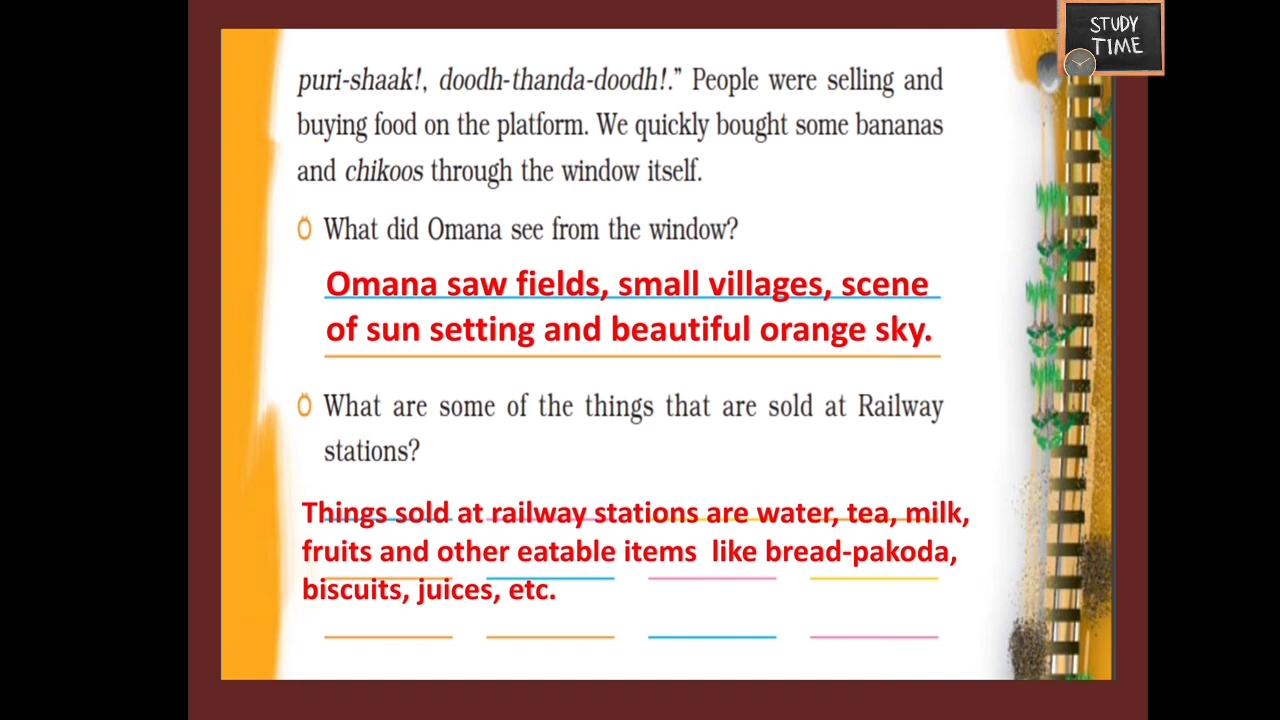 STUDY
TIME
puri-shaak!, doodh-thanda-doodh!.” People were selling and
buying food on the platform. We quickly bought some bananas
and chikoos through the window itself.
Ö What did Omana see from the window?
Omana saw fields, small villages, scene
of sun setting and beautiful orange sky.
Ö What are some of the things that are sold at Railway
stations?
Things sold at railway stations are water, tea, milk,
fruits and other eatable items like bread-pakoda,
biscuits, juices, etc.